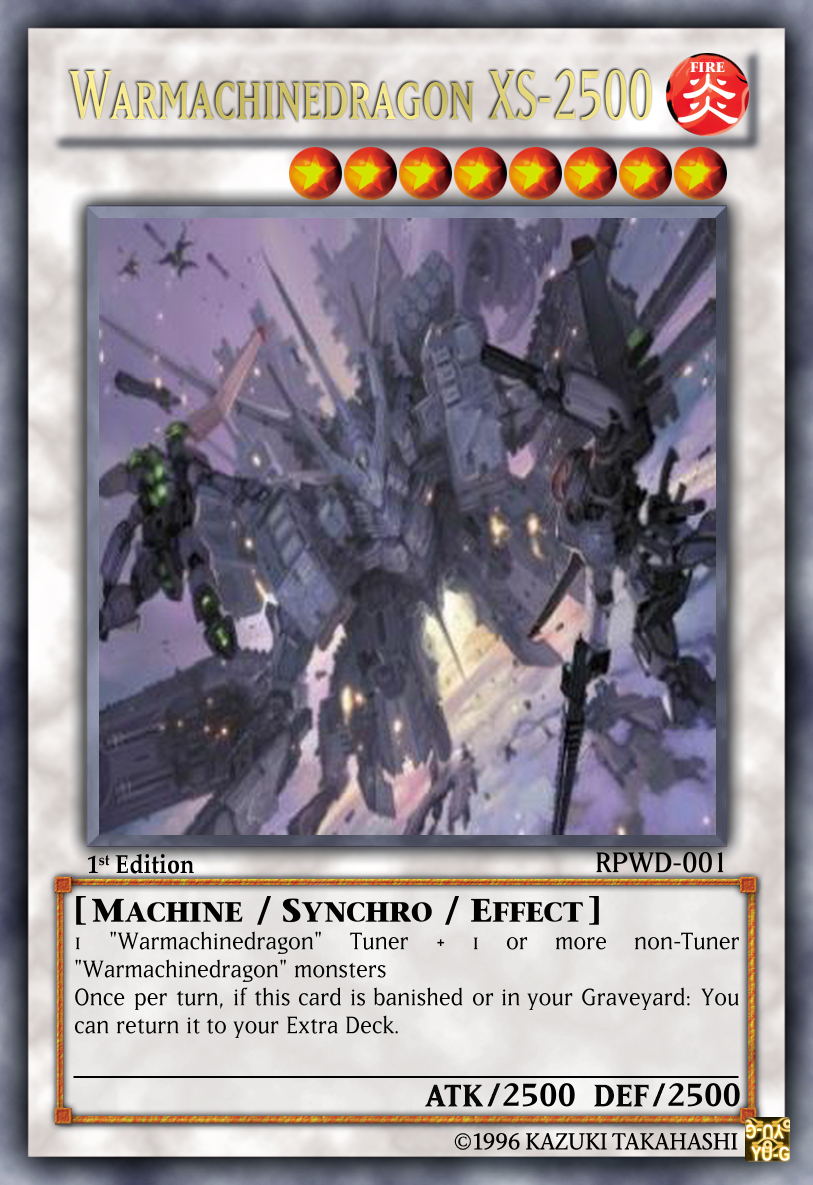 Warmachinedragon XS-2500
FIRE
炎
1st Edition
RPWD-001
[ Machine / Synchro / Effect ]
1 "Warmachinedragon" Tuner + 1 or more non-Tuner
"Warmachinedragon" monsters
Once per turn, if this card is banished or in your Graveyard: You
can return it to your Extra Deck.
ATK/2500 DEF/2500
©1996 KAZUKI TAKAHASHI